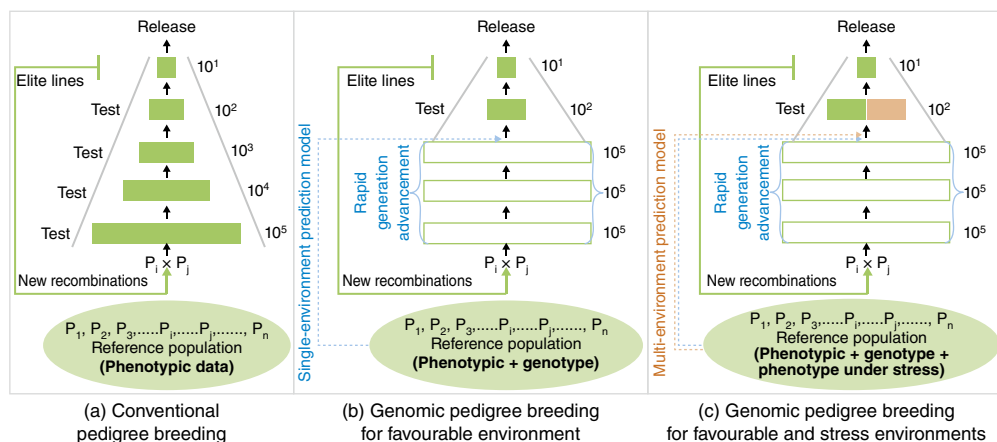 Release
10¹
Elite lines
Test
10²
Test
10³
Test
10⁴
Test
10⁵
Pᵢ × Pⱼ
New recombinations
P₁, P₂, P₃,.....Pᵢ,....Pⱼ,....., Pₙ
Reference population
(Phenotypic data)
(a) Conventional
pedigree breeding
Release
10¹
Elite lines
Test
10²
Single-environment prediction model
Rapid
generation
advancement
10⁵
10⁵
10⁵
Pᵢ × Pⱼ
New recombinations
P₁, P₂, P₃,.....Pᵢ,....Pⱼ,....., Pₙ
Reference population
(Phenotypic + genotype)
(b) Genomic pedigree breeding
for favourable environment
Release
10¹
Elite lines
Test
10²
Multi-environment prediction model
Rapid
generation
advancement
10⁵
10⁵
10⁵
Pᵢ × Pⱼ
New recombinations
P₁, P₂, P₃,.....Pᵢ,....Pⱼ,....., Pₙ
Reference population
(Phenotypic + genotype +
phenotype under stress)
(c) Genomic pedigree breeding
for favourable and stress environments